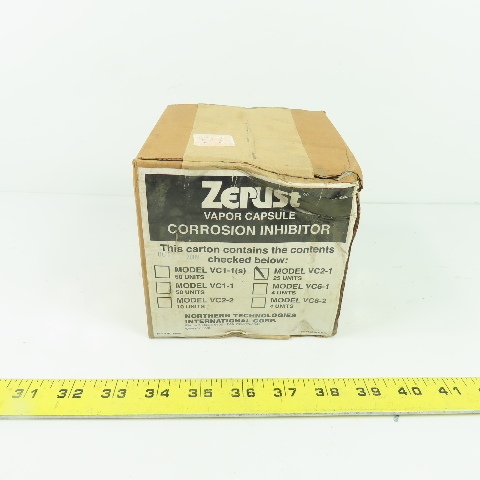 ZERUST
VAPOR CAPSULE
CORROSION INHIBITOR
This carton contains the contents
checked below:
MODEL VC1-1(s)
50 UNITS
MODEL VC2-1
25 UNITS
MODEL VC1-1
50 UNITS
MODEL VC6-1
4 UNITS
MODEL VC2-2
10 UNITS
MODEL VC6-2
4 UNITS
NORTHERN TECHNOLOGIES
INTERNATIONAL CORP.
31 32 33 34 35 36 37 38 39 40 41